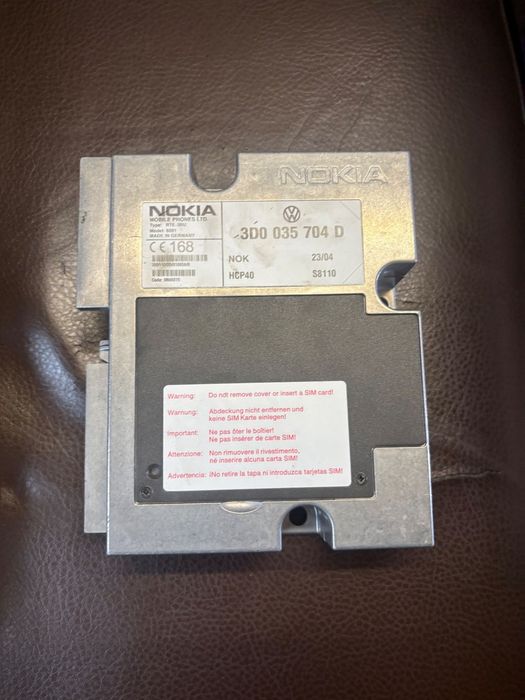 NOKIA
NOKIA
MOBILE PHONES LTD.
MADE IN GERMANY
CE 168
3D0 035 704 D
NOK 23/04
HCP40 S8110
Warning: Do not remove cover or insert a SIM card!
Warnung: Abdeckung nicht entfernen und
keine SIM Karte einlegen!
Important: Ne pas ôter le boîtier!
Ne pas insérer de carte SIM!
Attenzione: Non rimuovere il rivestimento,
né inserire alcuna carta SIM!
Advertencia: ¡No retire la tapa ni introduzca tarjetas SIM!